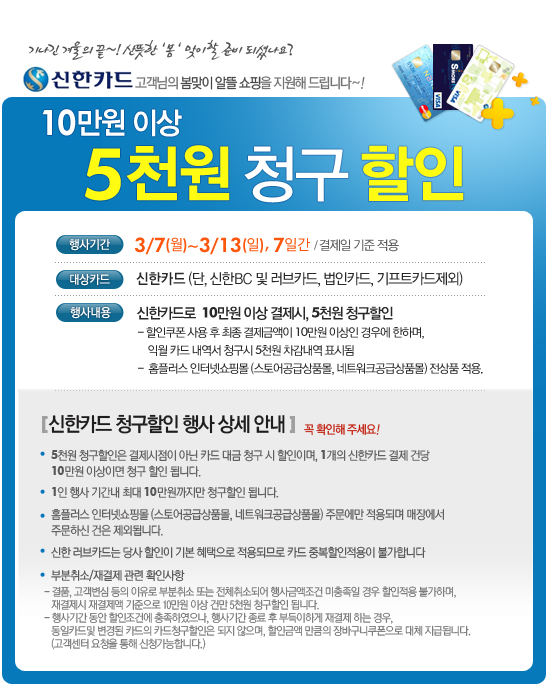 기나긴 겨울의 끝~! 산뜻한 '봄' 맞이할 준비 되셨나요?
신한카드 고객님의 봄맞이 알뜰 쇼핑을 지원해 드립니다~!
10만원 이상
5천원 청구 할인
행사기간 3/7(월)~3/13(일), 7일간 /결제일 기준 적용
대상카드 신한카드 (단, 신한BC 및 러브카드, 법인카드, 기프트카드제외)
행사내용 신한카드로 10만원 이상 결제시, 5천원 청구할인
- 할인쿠폰 사용 후 최종 결제금액이 10만원 이상인 경우에 한하며,
익월 카드 내역서 청구시 5천원 차감내역 표시됨
- 홈플러스 인터넷쇼핑몰 (스토어공급상품몰, 네트워크공급상품몰) 전상품 적용.
[신한카드 청구할인 행사 상세 안내] 꼭 확인해 주세요!
• 5천원 청구할인은 결제시점이 아닌 카드 대금 청구 시 할인이며, 1개의 신한카드 결제 건당
10만원 이상이면 청구 할인 됩니다.
• 1인 행사 기간내 최대 10만원까지만 청구할인 됩니다.
• 홈플러스 인터넷쇼핑몰 (스토어공급상품몰, 네트워크공급상품몰) 주문에만 적용되며 매장에서
주문하신 건은 제외됩니다.
• 신한 러브카드는 당사 할인이 기본 혜택으로 적용되므로 카드 중복할인적용이 불가합니다
• 부분취소/재결제 관련 확인사항
- 결품, 고객변심 등의 이유로 부분취소 또는 전체취소되어 행사금액조건 미충족일 경우 할인적용 불가하며,
재결제시 재결제액 기준으로 10만원 이상 건만 5천원 청구할인 됩니다.
- 행사기간 동안 할인조건에 충족하였으나, 행사기간 종료 후 부득이하게 재결제 하는 경우,
동일카드및 변경된 카드의 카드청구할인은 되지 않으며, 할인금액 만큼의 장바구니쿠폰으로 대체 지급됩니다.
(고객센터 요청을 통해 신청가능합니다.)
VISA
VISA